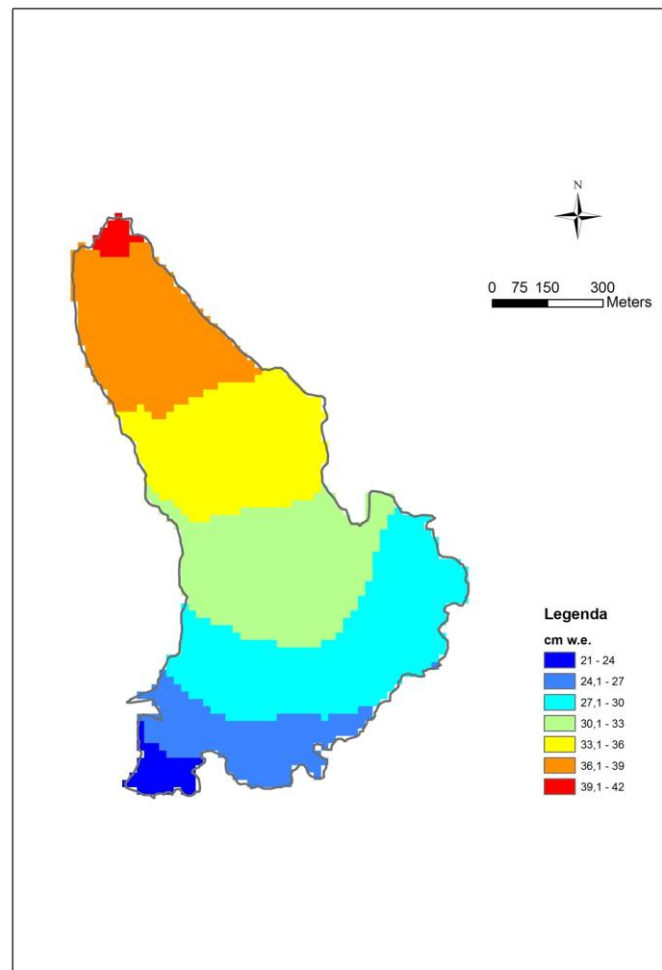 N
0 75 150 300
Meters
Legenda
cm w.e.
21 - 24
24,1 - 27
27,1 - 30
30,1 - 33
33,1 - 36
36,1 - 39
39,1 - 42